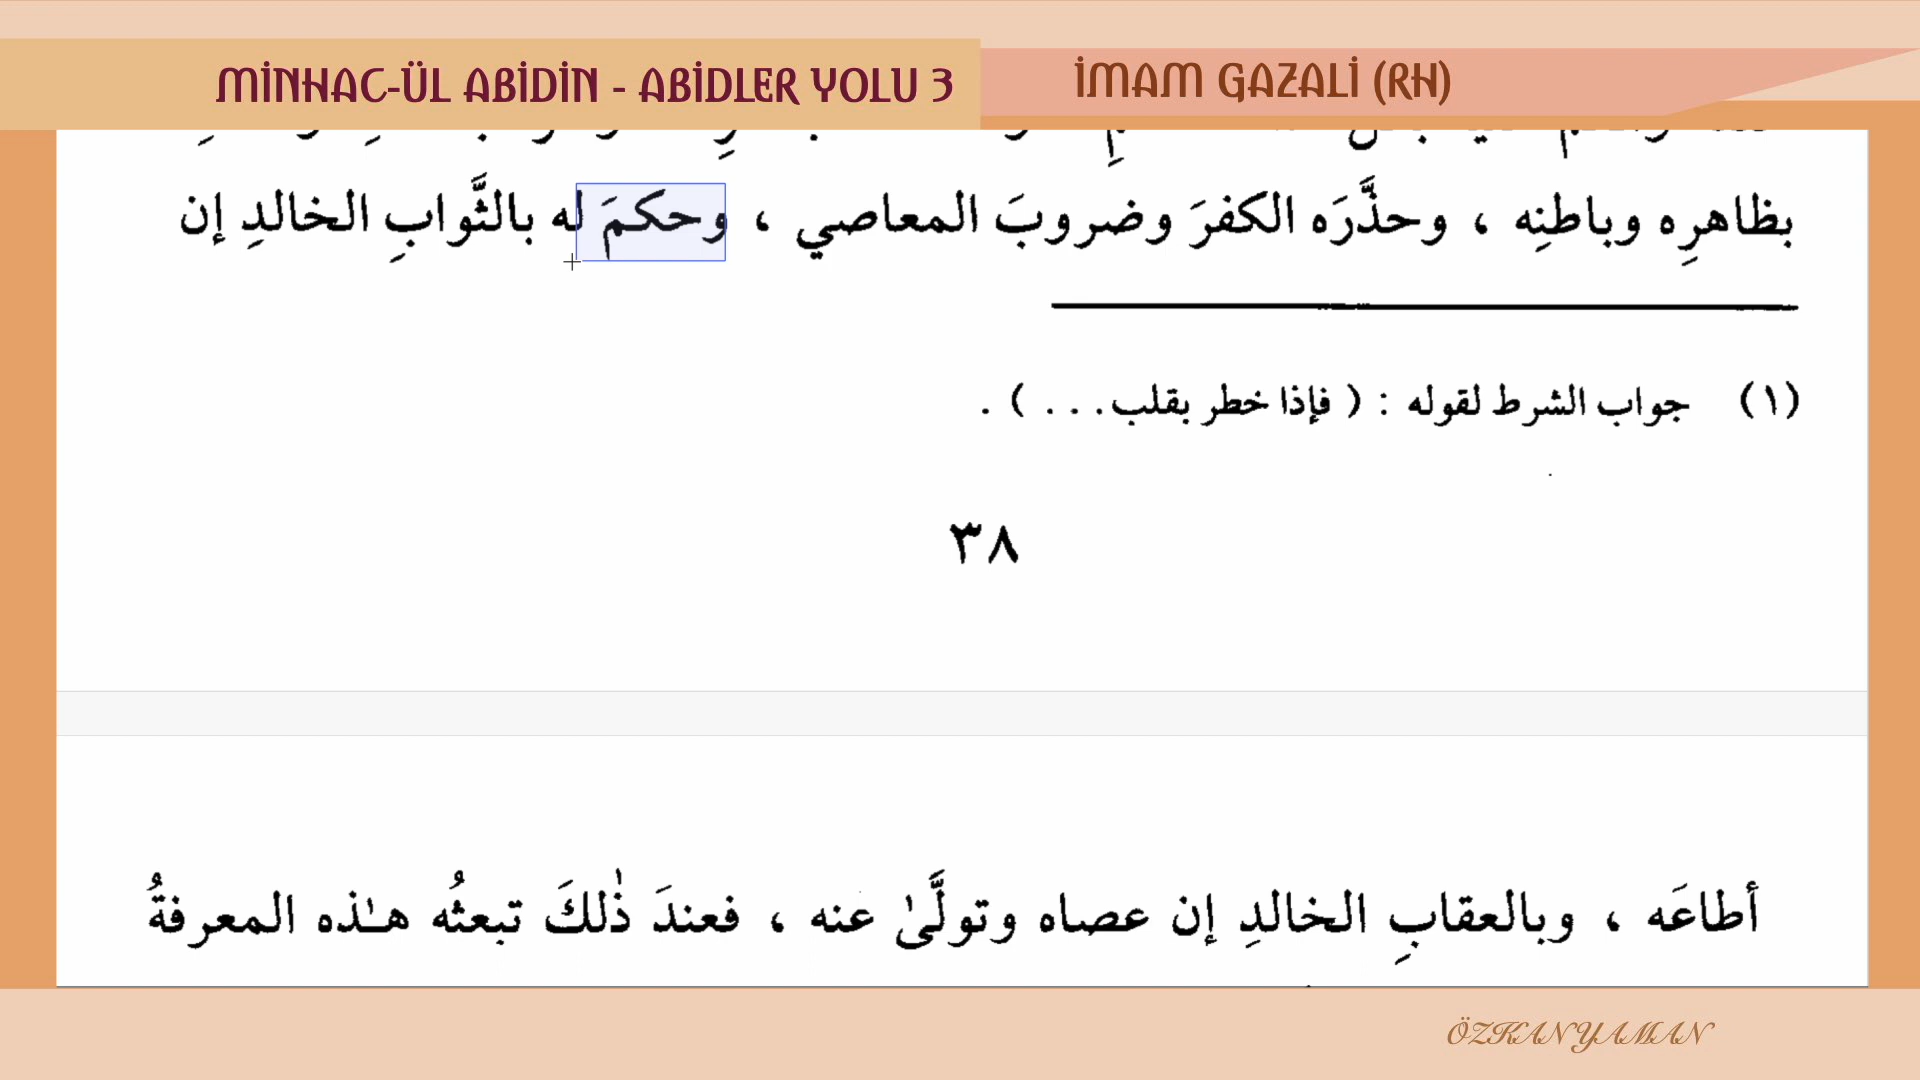 MİNHAC-ÜL ABİDİN - ABİDLER YOLU 3
İMAM GAZALİ (RH)
بظاهرِه وباطنِه ، وحذَّرَه الكفرَ وضروبَ المعاصي ، وحكمَ له بالثَّوابِ الخالدِ إن
(١) جواب الشرط لقوله : ( فإذا خطر بقلب... ) .
٣٨
أطاعَه ، وبالعقابِ الخالدِ إن عصاه وتولَّىٰ عنه ، فعندَ ذٰلكَ تبعثُه هـٰذه المعرفةُ
ÖZKANYAMAN